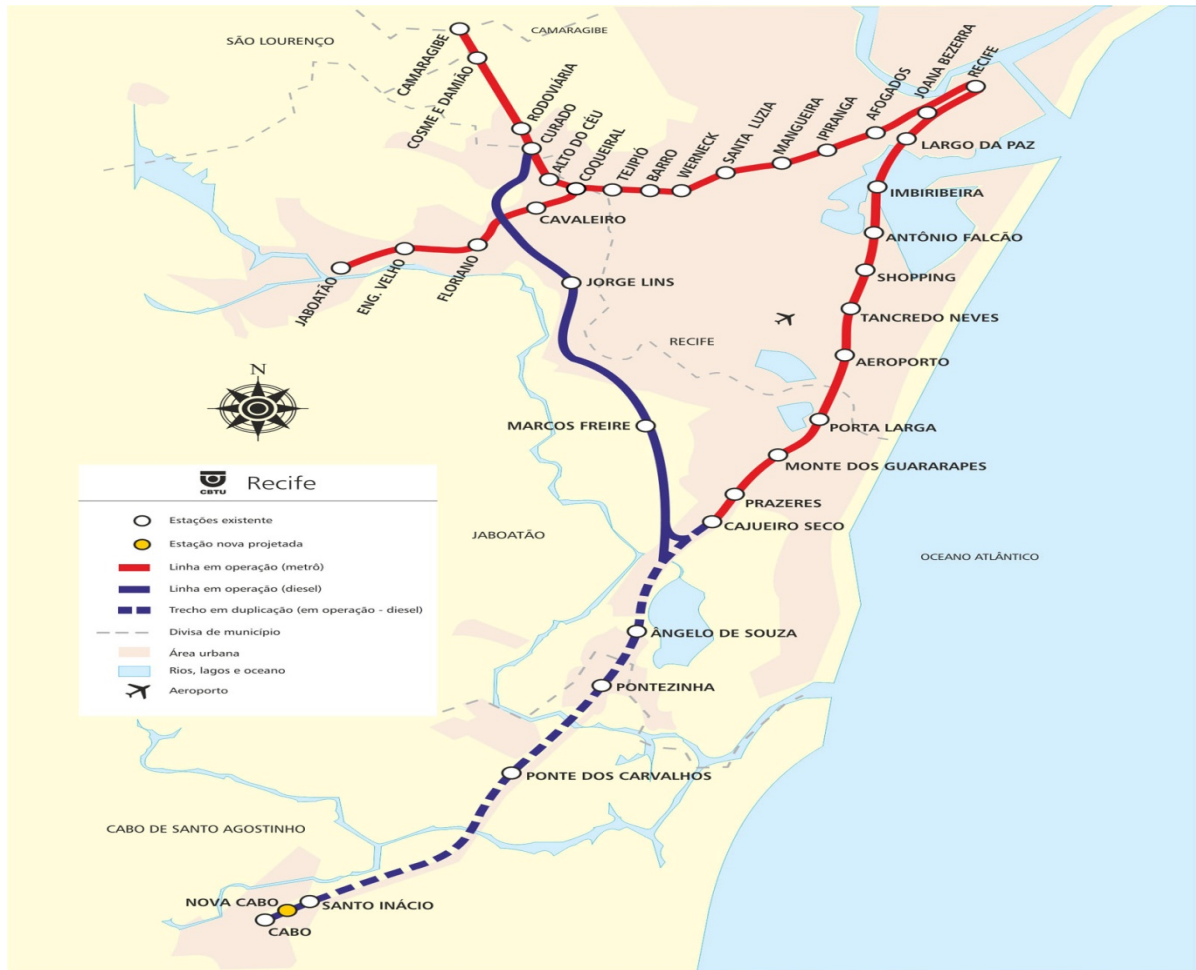 SÃO LOURENÇO
CAMARAGIBE
CAMARAGIBE
COSME E DAMIÃO
RODOVIÁRIA
CURADO
ALTO DO CÉU
COQUEIRAL
TEJIPIÓ
BARRO
WERNECK
SANTA LUZIA
MANGUEIRA
IPIRANGA
AFOGADOS
JOANA BEZERRA
RECIFE
LARGO DA PAZ
IMBIRIBEIRA
ANTÔNIO FALCÃO
SHOPPING
TANCREDO NEVES
AEROPORTO
PORTA LARGA
MONTE DOS GUARARAPES
PRAZERES
CAJUEIRO SECO
CAVALEIRO
FLORIANO
ENG. VELHO
JABOATÃO
JORGE LINS
RECIFE
MARCOS FREIRE
N
CBTU
Recife
Estações existente
Estação nova projetada
Linha em operação (metrô)
Linha em operação (diesel)
Trecho em duplicação (em operação - diesel)
Divisa de município
Área urbana
Rios, lagos e oceano
Aeroporto
JABOATÃO
OCEANO ATLÂNTICO
ÂNGELO DE SOUZA
PONTEZINHA
PONTE DOS CARVALHOS
CABO DE SANTO AGOSTINHO
NOVA CABO
SANTO INÁCIO
CABO